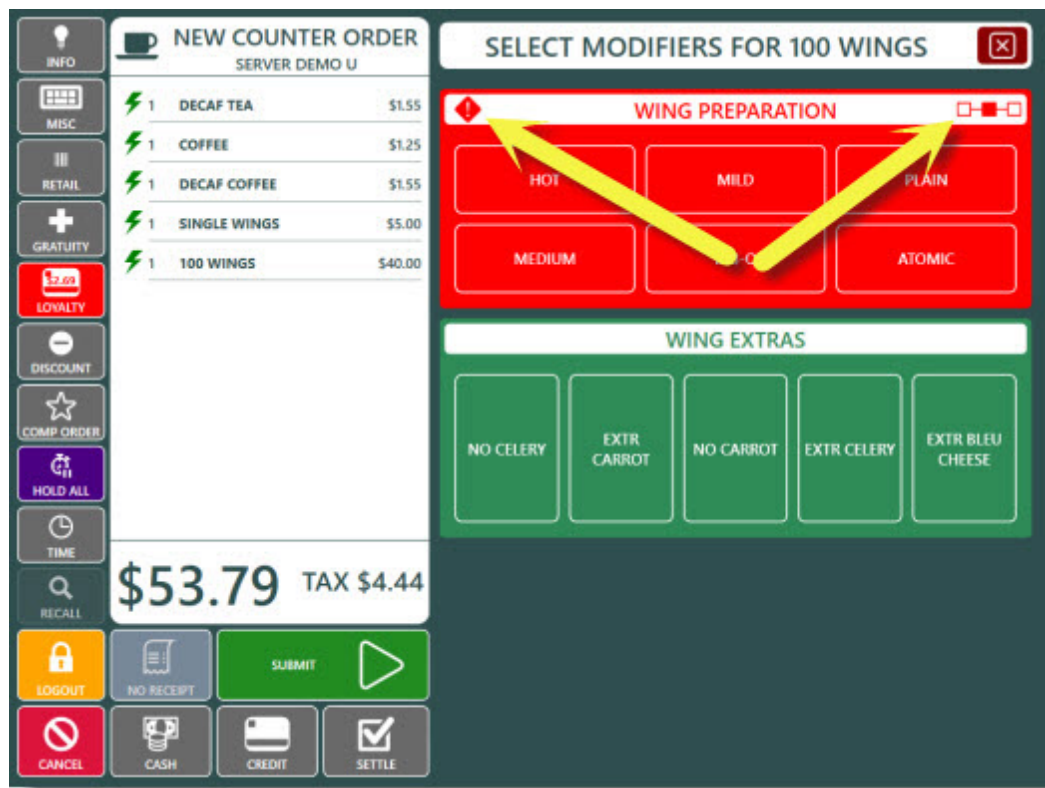 INFO
MISC
RETAIL
GRATUITY
$2.69
LOYALTY
DISCOUNT
COMP ORDER
HOLD ALL
TIME
RECALL
LOGOUT
CANCEL
NEW COUNTER ORDER
SERVER DEMO U
1 DECAF TEA $1.55
1 COFFEE $1.25
1 DECAF COFFEE $1.55
1 SINGLE WINGS $5.00
1 100 WINGS $40.00
$53.79 TAX $4.44
NO RECEIPT
SUBMIT
CASH
CREDIT
SETTLE
SELECT MODIFIERS FOR 100 WINGS
WING PREPARATION
HOT MILD PLAIN
MEDIUM ATOMIC
WING EXTRAS
NO CELERY
EXTR
CARROT
NO CARROT
EXTR CELERY
EXTR BLEU
CHEESE